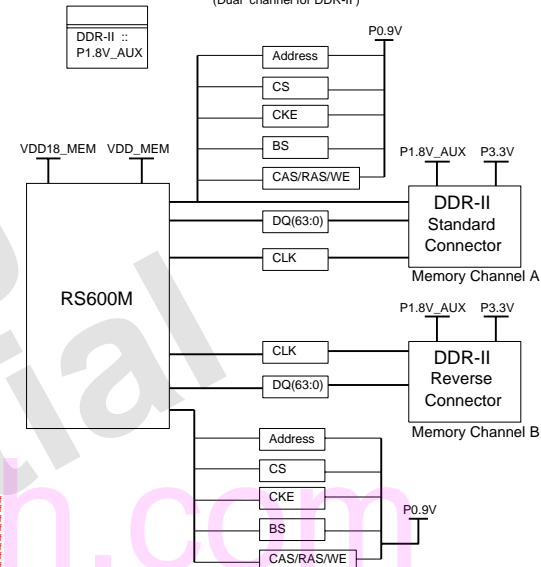 (Dual channel for DDR-II )
DDR-II ::
P1.8V_AUX
P0.9V
Address
CS
CKE
BS
CAS/RAS/WE
VDD18_MEM VDD_MEM
P1.8V_AUX P3.3V
DDR-II
Standard
Connector
DQ(63:0)
CLK
Memory Channel A
RS600M
P1.8V_AUX P3.3V
CLK
DDR-II
Reverse
Connector
DQ(63:0)
Memory Channel B
Address
CS
CKE
P0.9V
BS
CAS/RAS/WE
h.com
tial